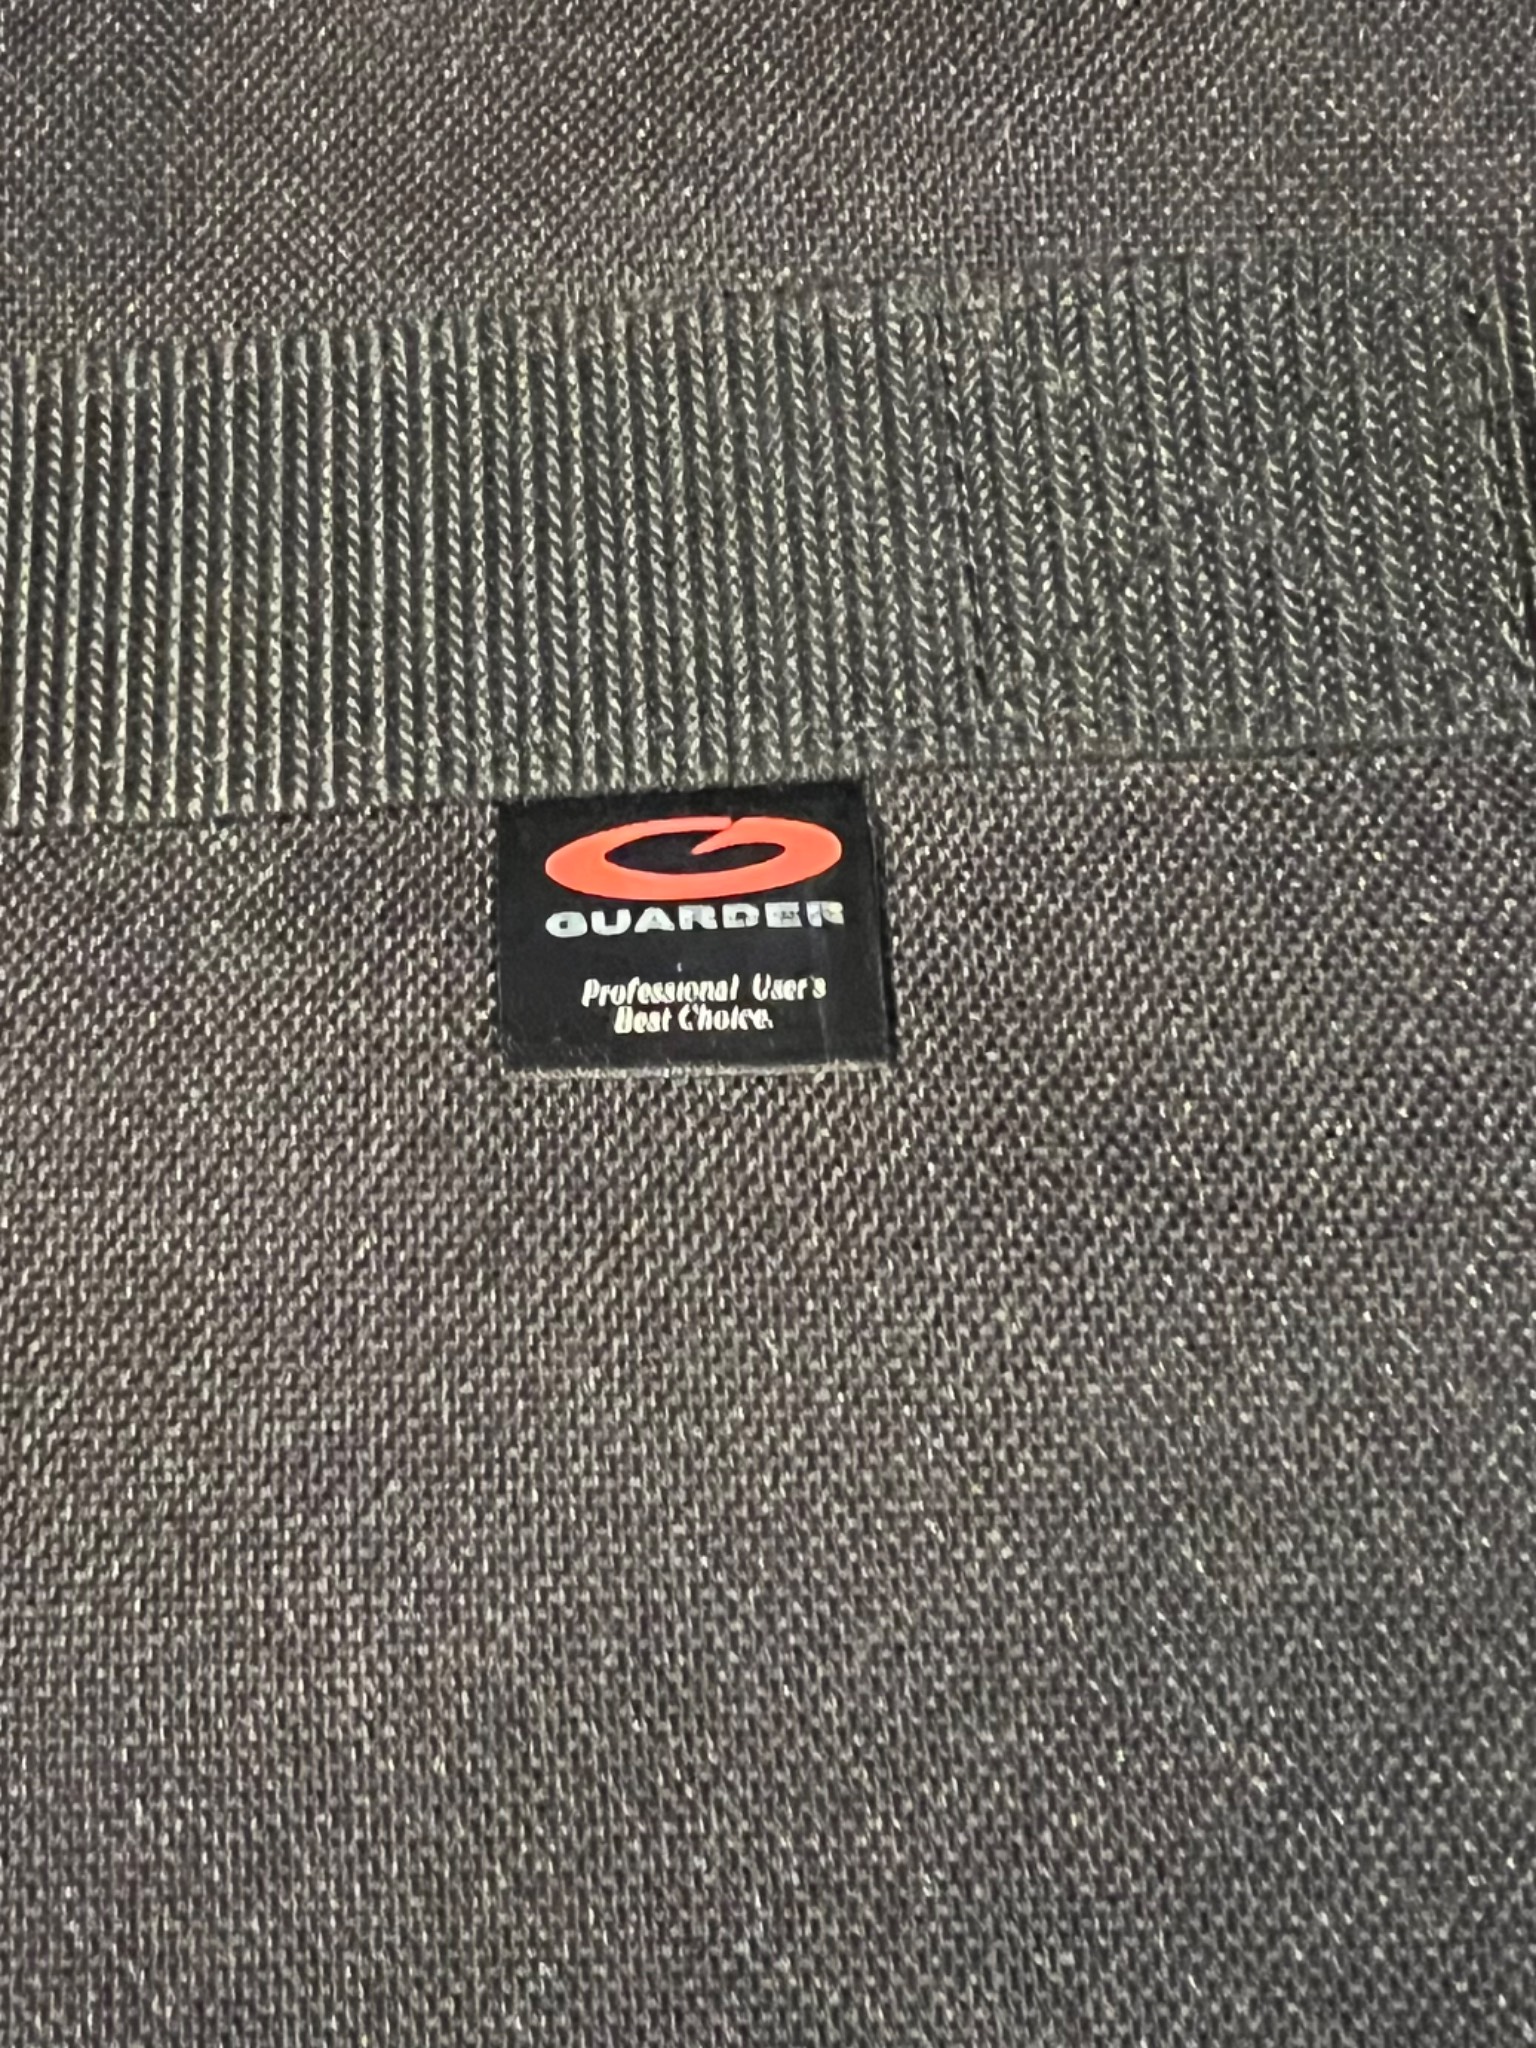 GUARDER
Professional User's
Best Choice.